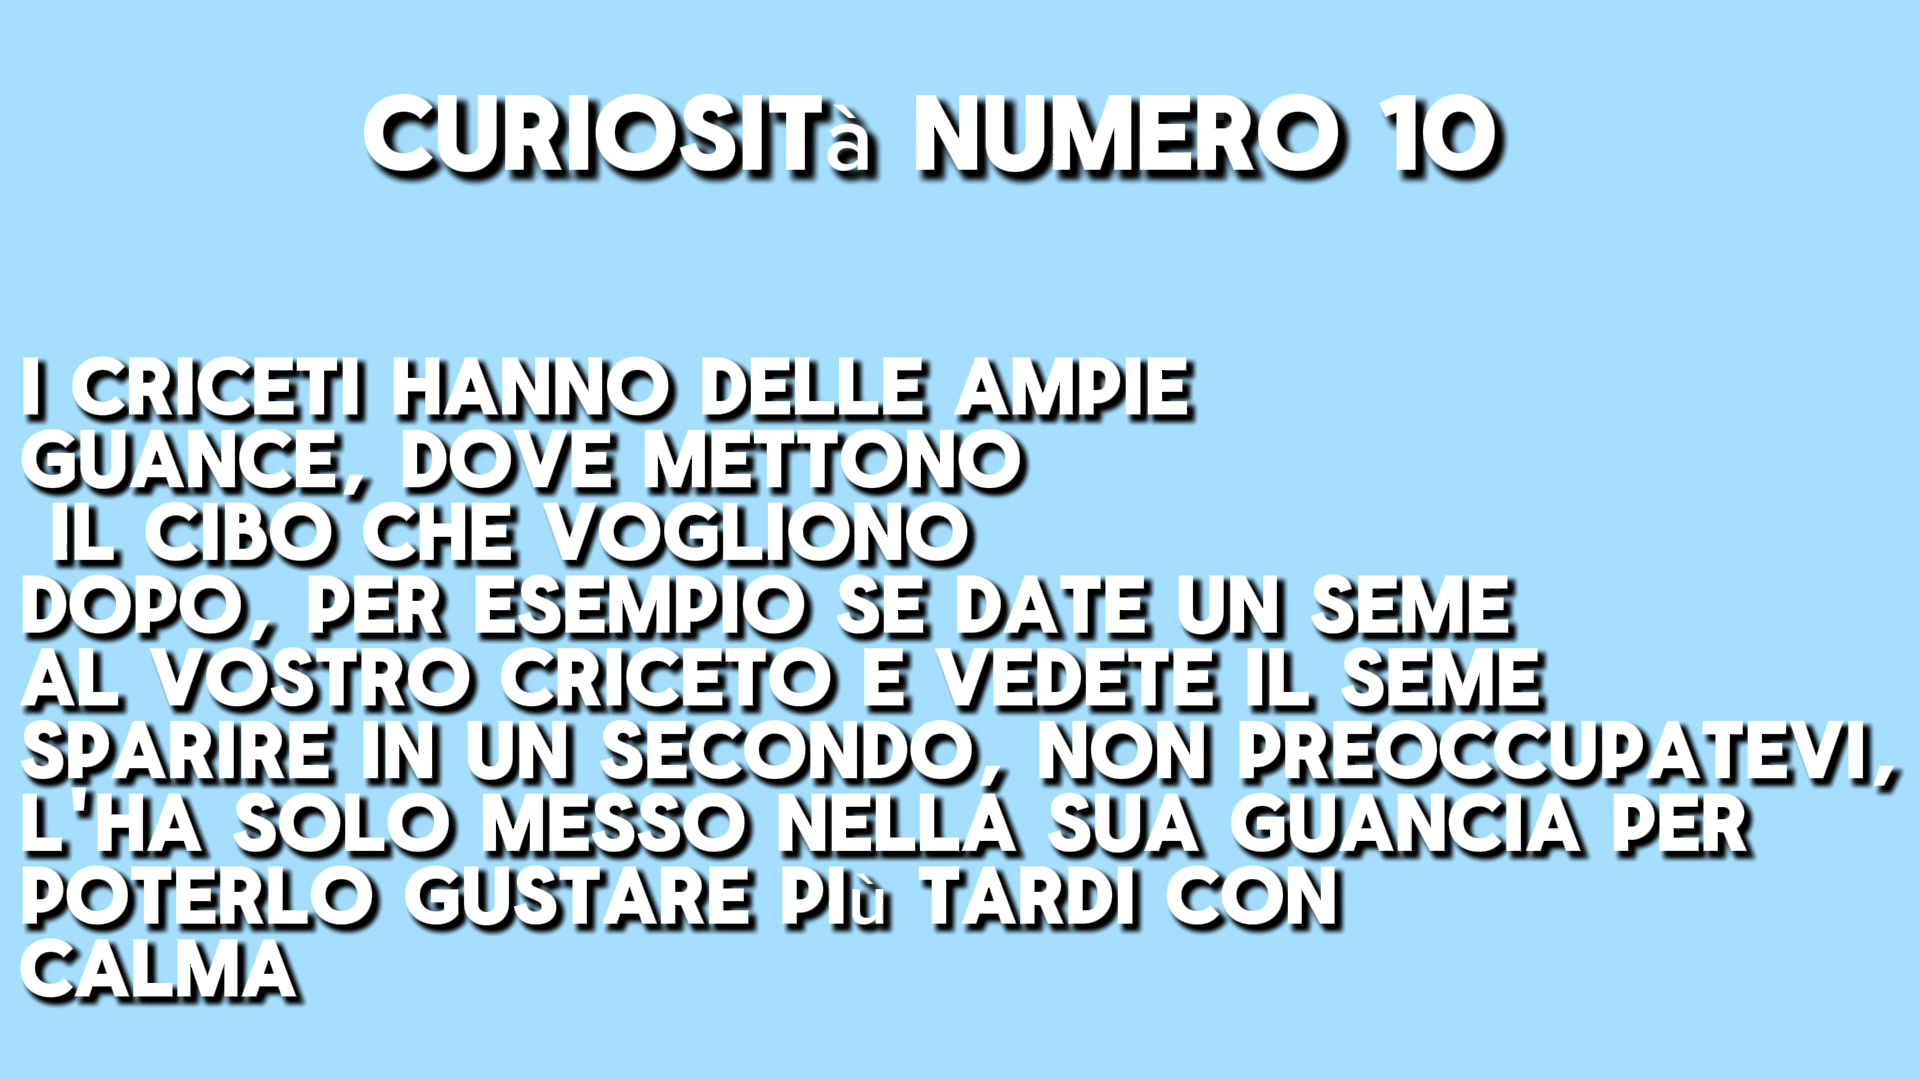 CURIOSITà NUMERO 10
I CRICETI HANNO DELLE AMPIE
GUANCE, DOVE METTONO
IL CIBO CHE VOGLIONO
DOPO, PER ESEMPIO SE DATE UN SEME
AL VOSTRO CRICETO E VEDETE IL SEME
SPARIRE IN UN SECONDO, NON PREOCCUPATEVI,
L'HA SOLO MESSO NELLA SUA GUANCIA PER
POTERLO GUSTARE PIù TARDI CON
CALMA